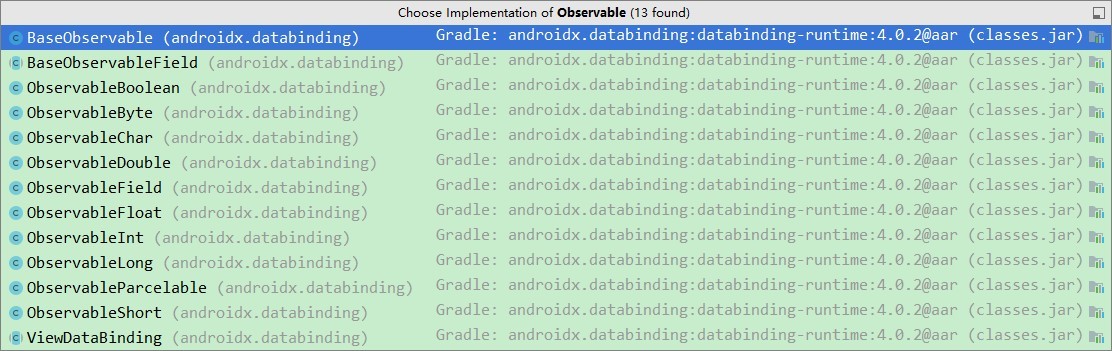 Choose Implementation of Observable (13 found)
BaseObservable (androidx.databinding) Gradle: androidx.databinding:databinding-runtime:4.0.2@aar (classes.jar)
BaseObservableField (androidx.databinding) Gradle: androidx.databinding:databinding-runtime:4.0.2@aar (classes.jar)
ObservableBoolean (androidx.databinding) Gradle: androidx.databinding:databinding-runtime:4.0.2@aar (classes.jar)
ObservableByte (androidx.databinding) Gradle: androidx.databinding:databinding-runtime:4.0.2@aar (classes.jar)
ObservableChar (androidx.databinding) Gradle: androidx.databinding:databinding-runtime:4.0.2@aar (classes.jar)
ObservableDouble (androidx.databinding) Gradle: androidx.databinding:databinding-runtime:4.0.2@aar (classes.jar)
ObservableField (androidx.databinding) Gradle: androidx.databinding:databinding-runtime:4.0.2@aar (classes.jar)
ObservableFloat (androidx.databinding) Gradle: androidx.databinding:databinding-runtime:4.0.2@aar (classes.jar)
ObservableInt (androidx.databinding) Gradle: androidx.databinding:databinding-runtime:4.0.2@aar (classes.jar)
ObservableLong (androidx.databinding) Gradle: androidx.databinding:databinding-runtime:4.0.2@aar (classes.jar)
ObservableParcelable (androidx.databinding) Gradle: androidx.databinding:databinding-runtime:4.0.2@aar (classes.jar)
ObservableShort (androidx.databinding) Gradle: androidx.databinding:databinding-runtime:4.0.2@aar (classes.jar)
ViewDataBinding (androidx.databinding) Gradle: androidx.databinding:databinding-runtime:4.0.2@aar (classes.jar)